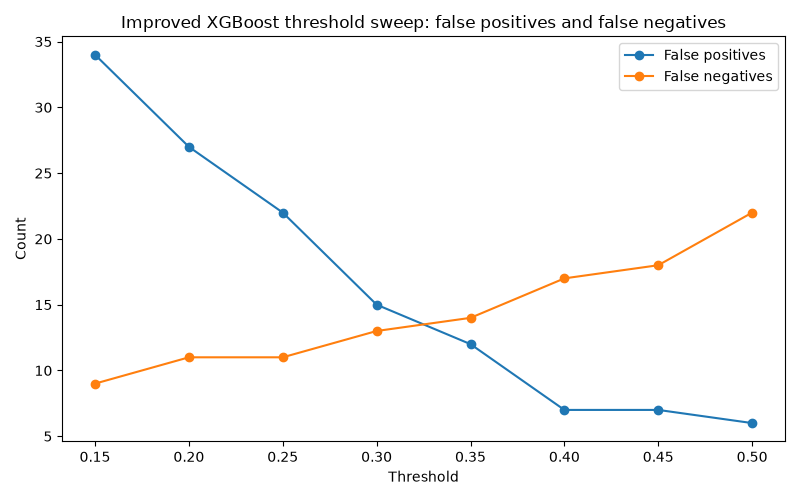 Improved XGBoost threshold sweep: false positives and false negatives
35
30
25
20
15
10
5
Count
False positives
False negatives
0.15 0.20 0.25 0.30 0.35 0.40 0.45 0.50
Threshold